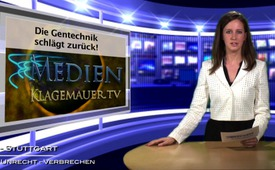 Die Gentechnik
schlägt zurück!
MEDIEN
KLAGEMAUER.TV
STUTTGART
UNRECHT, VERBRECHEN